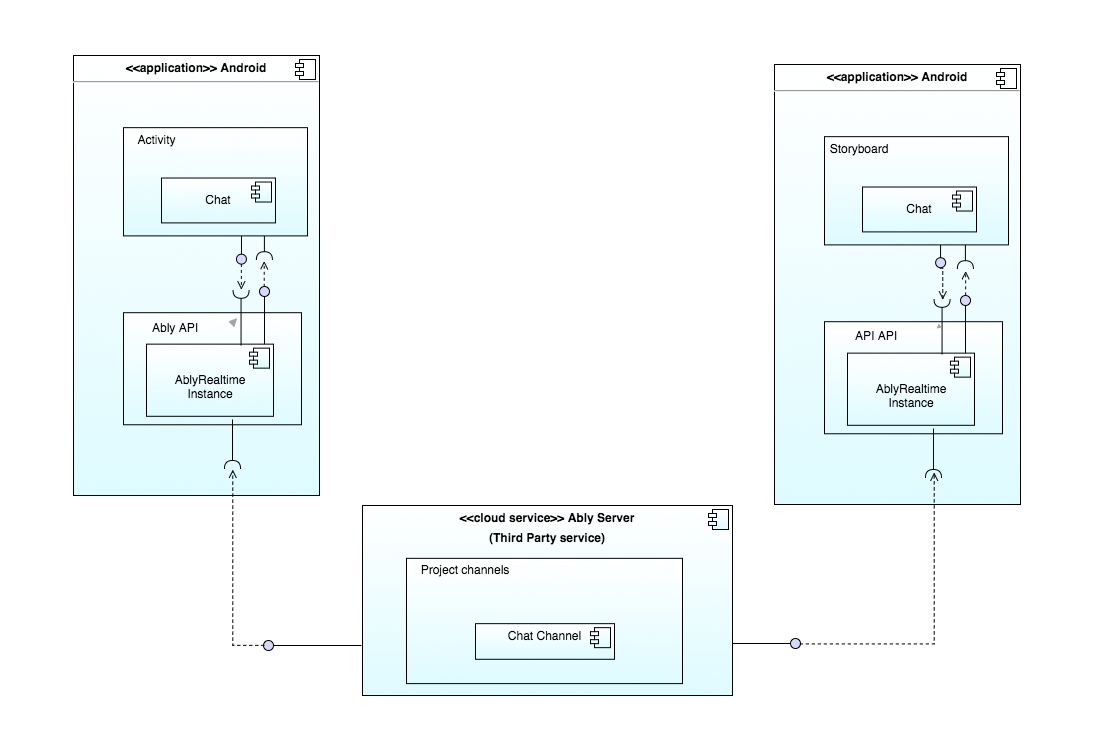 <<application>> Android
Activity
Chat
Ably API
AblyRealtime
Instance
<<application>> Android
Storyboard
Chat
API API
AblyRealtime
Instance
<<cloud service>> Ably Server
(Third Party service)
Project channels
Chat Channel